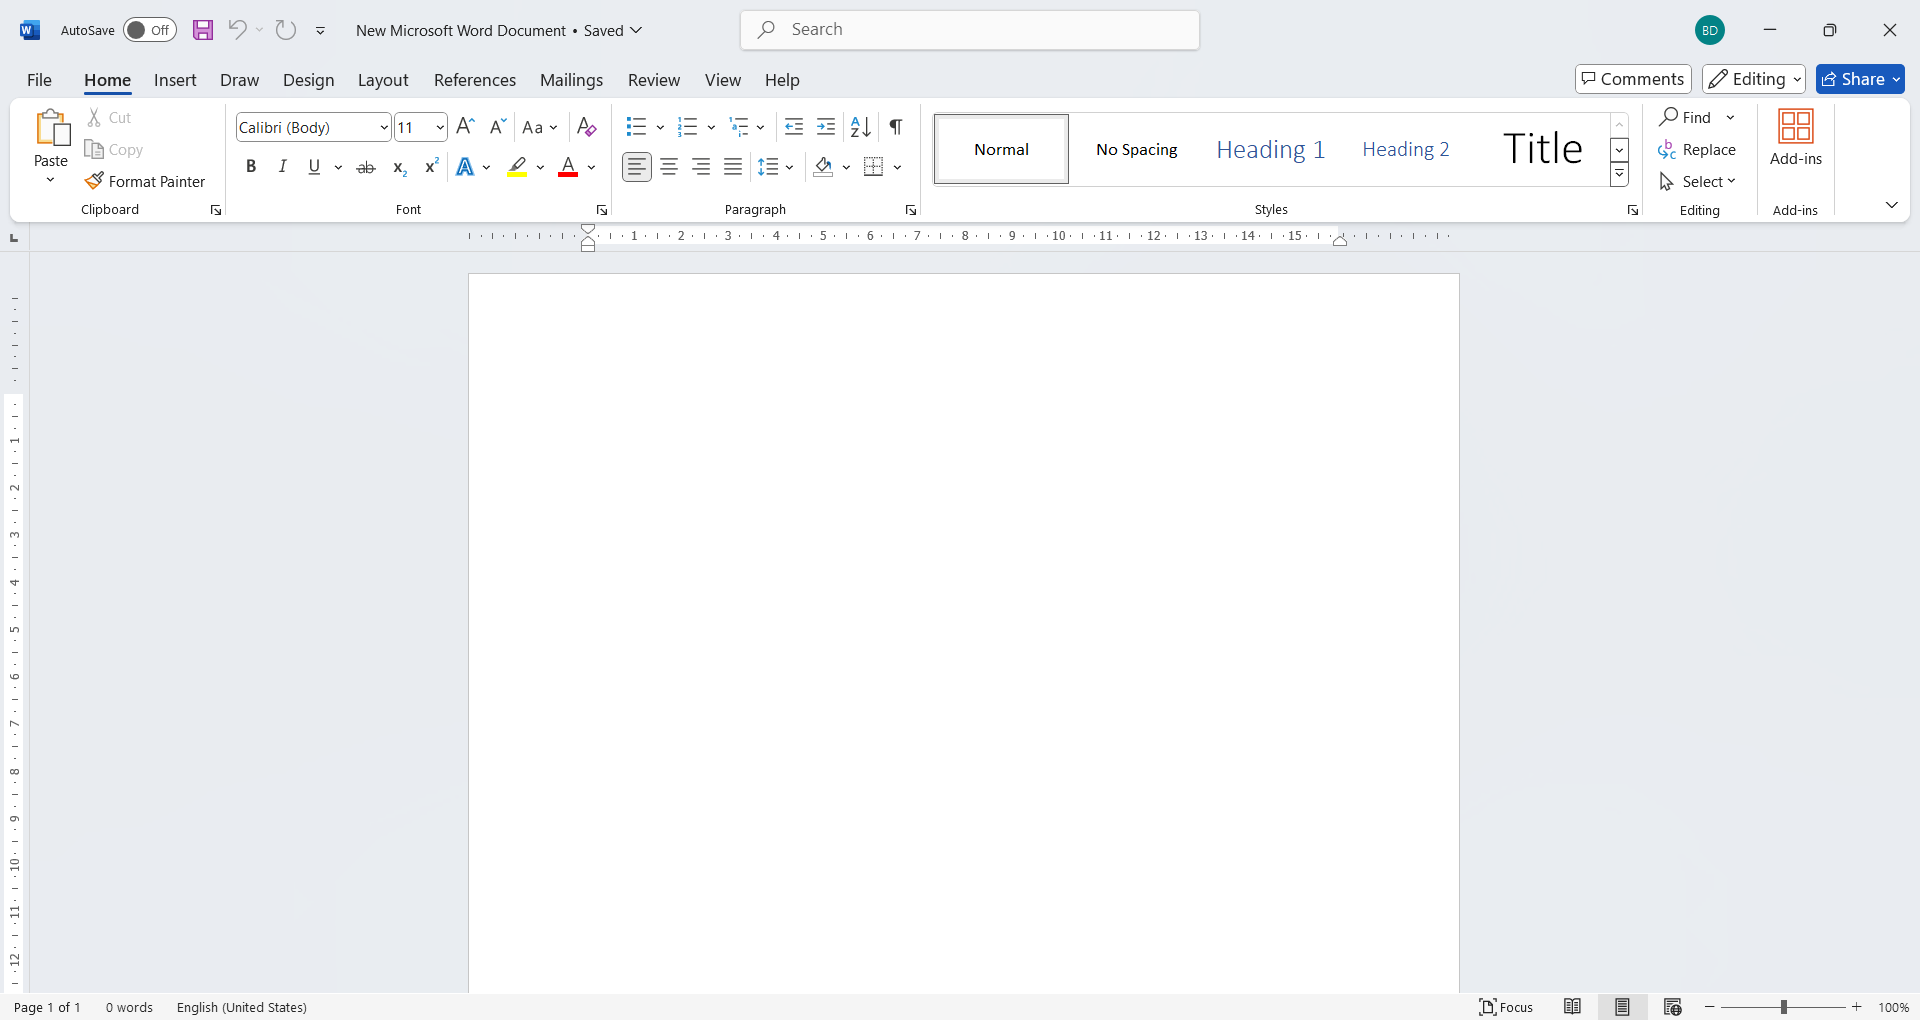 AutoSave Off New Microsoft Word Document • Saved Search BD
File Home Insert Draw Design Layout References Mailings Review View Help Comments Editing Share
Paste
Cut
Copy
Format Painter
Clipboard
Calibri (Body) 11 A A Aa A
B I U ab x2 x2 A A
Font
Paragraph
Normal No Spacing Heading 1 Heading 2 Title
Styles
Find
Replace
Select
Editing
Add-ins
Add-ins
1 2 3 4 5 6 7 8 9 10 11 12 13 14 15
1
2
3
4
5
6
7
8
9
10
11
12
Page 1 of 1 0 words English (United States) Focus 100%